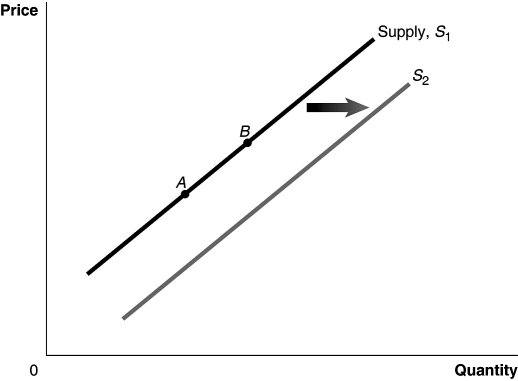 Price
Supply, S₁
S₂
B
A
0
Quantity